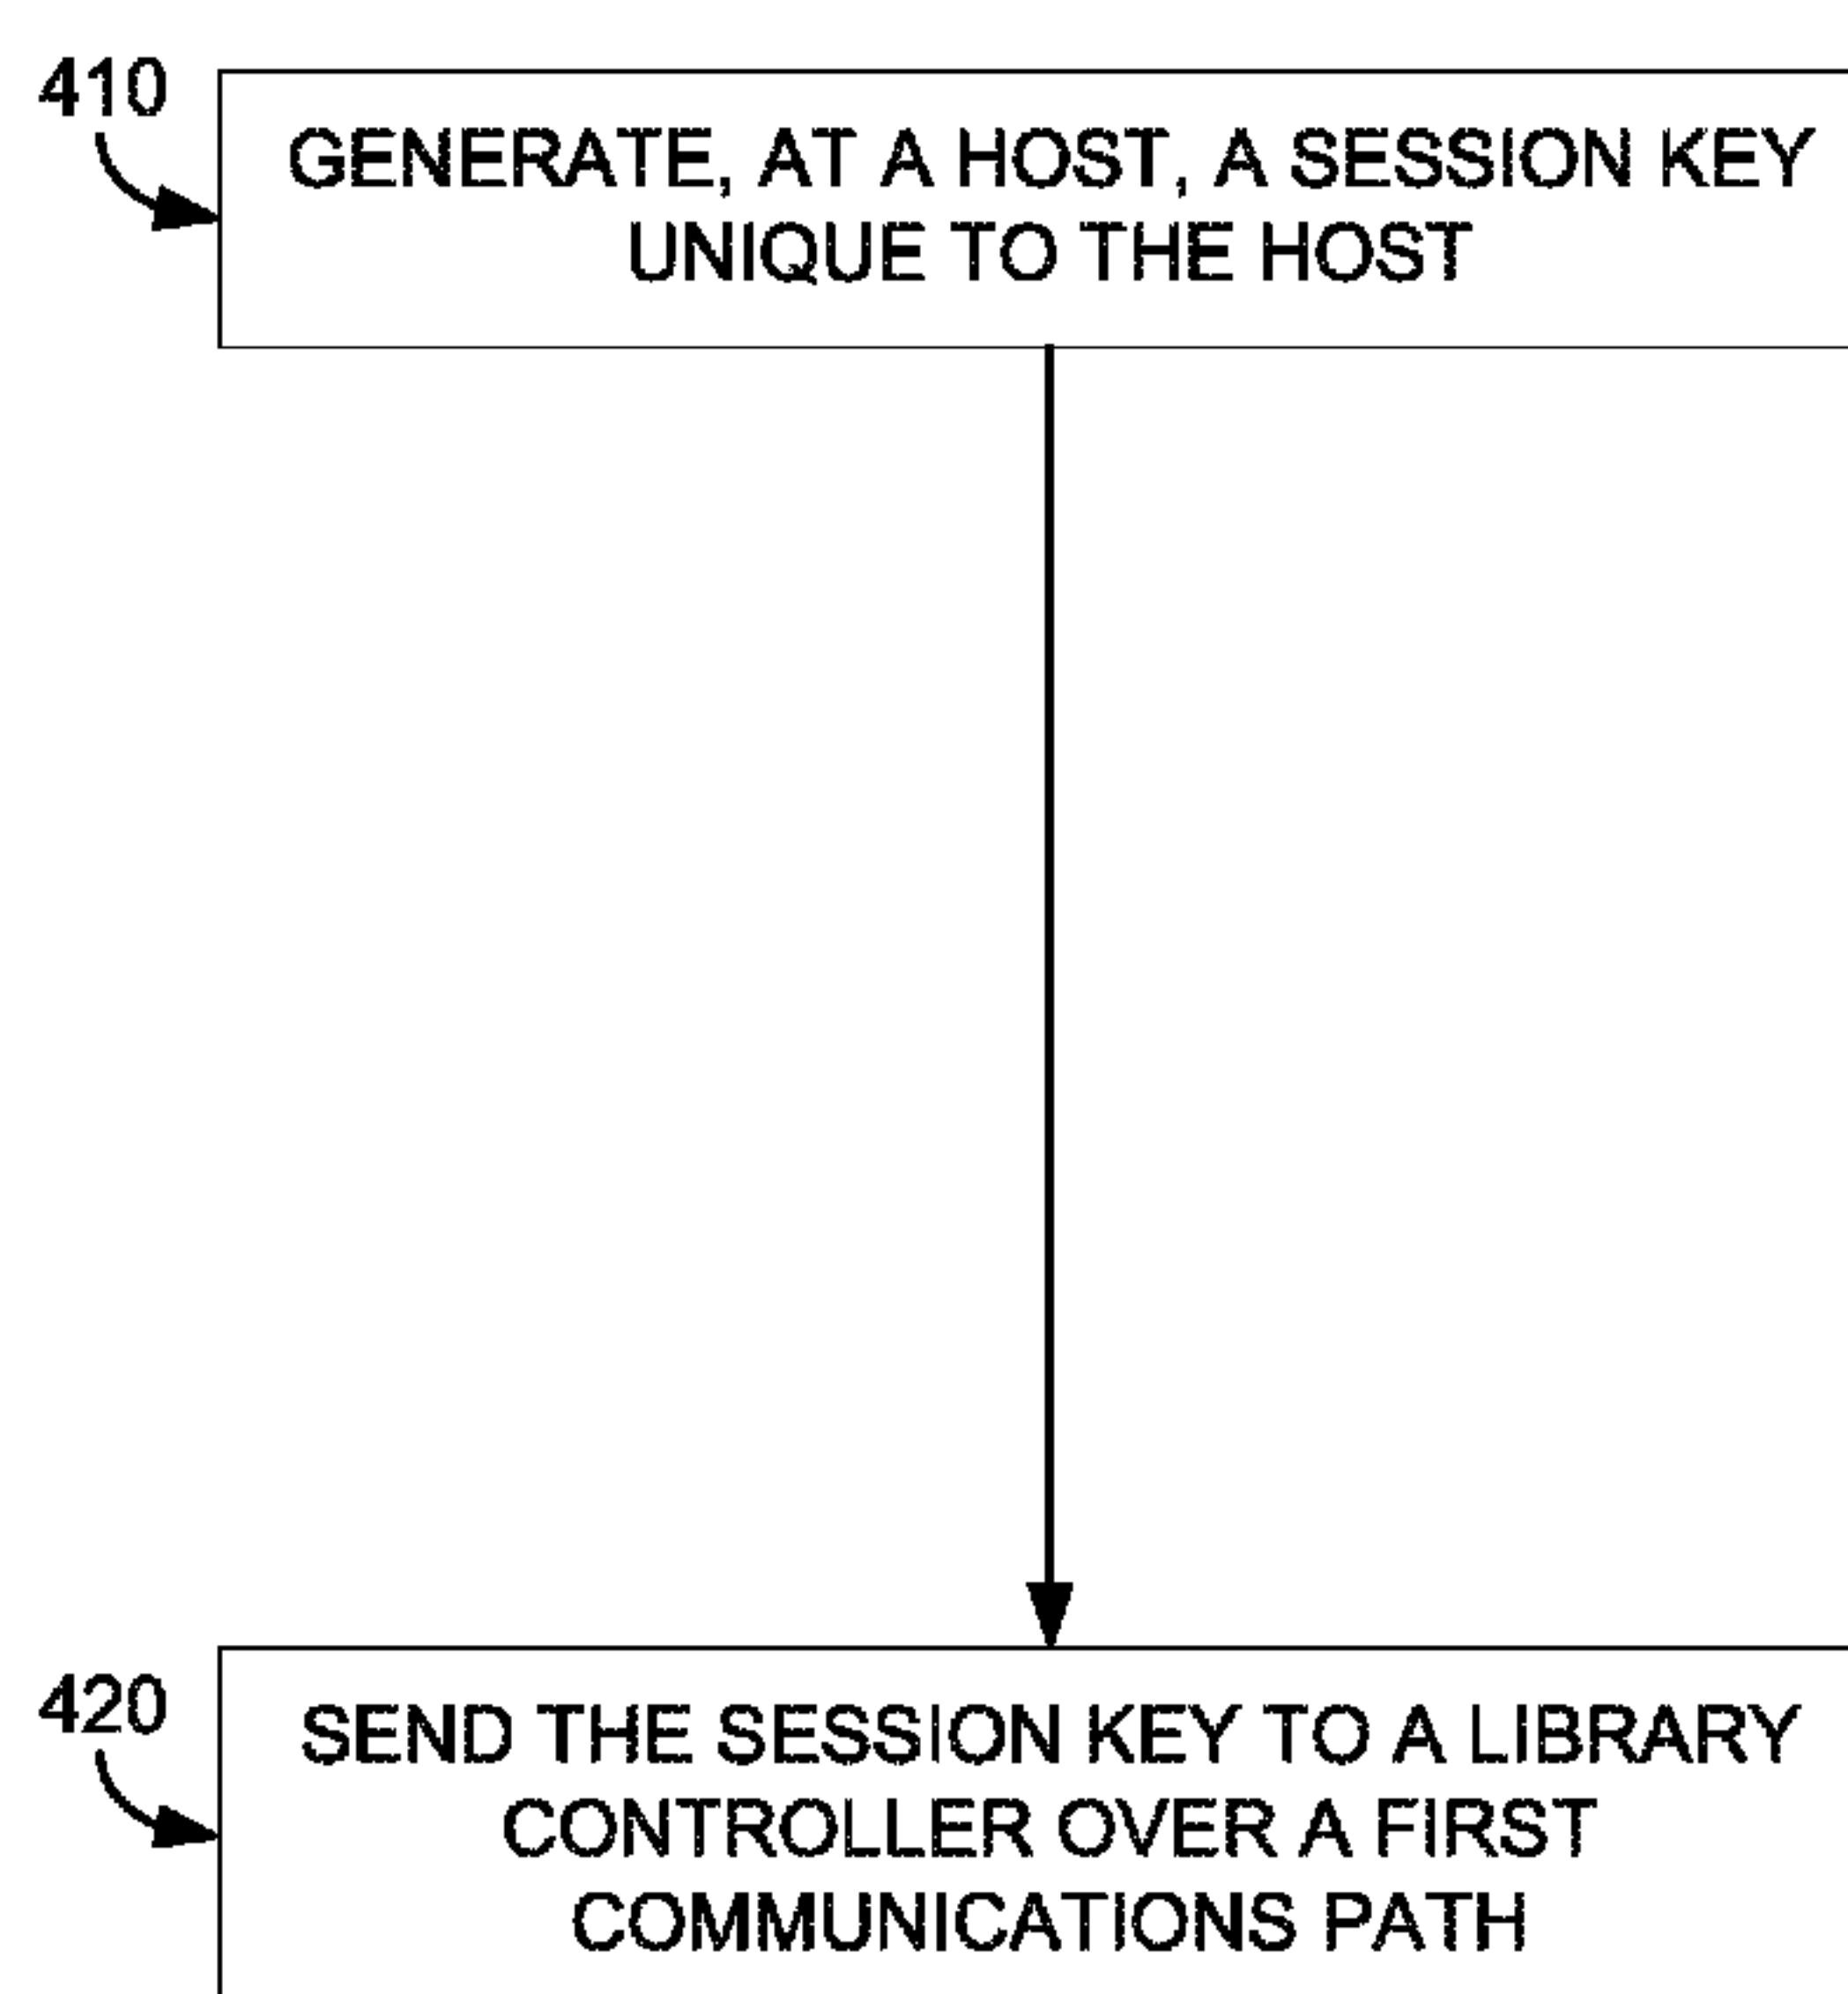 410
GENERATE, AT A HOST, A SESSION KEY
UNIQUE TO THE HOST
420
SEND THE SESSION KEY TO A LIBRARY
CONTROLLER OVER A FIRST
COMMUNICATIONS PATH